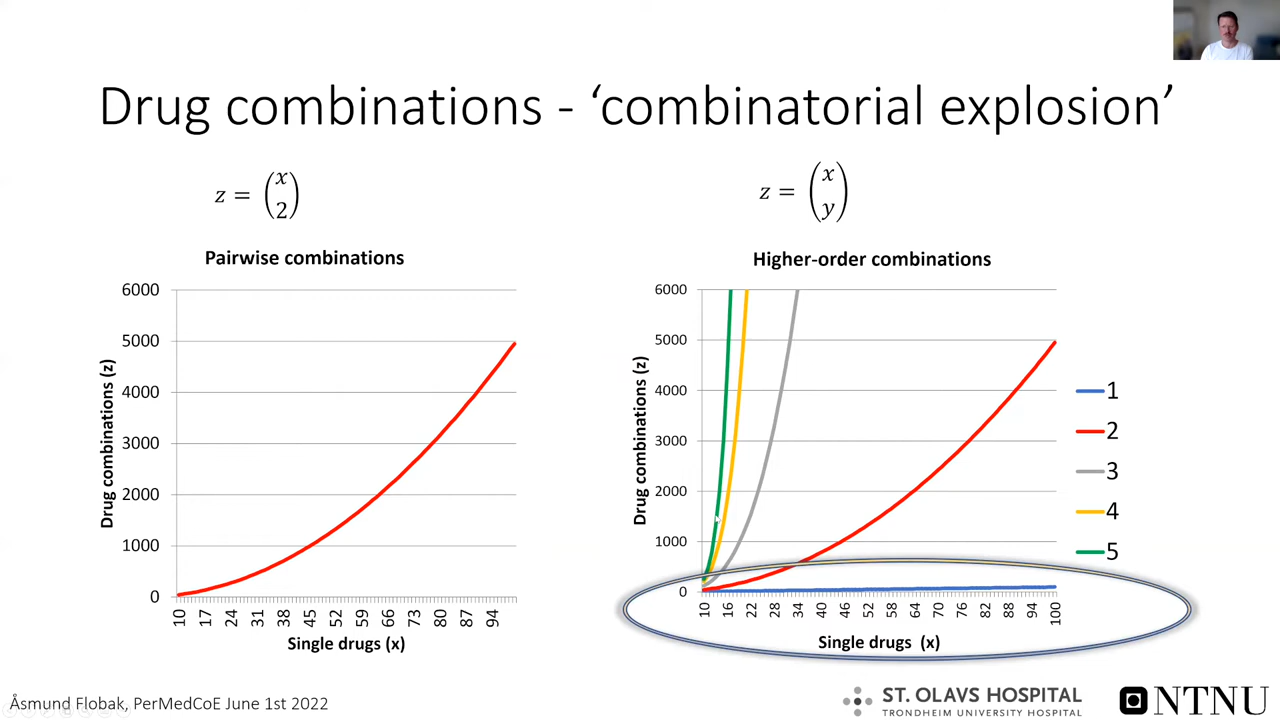 Drug combinations - ‘combinatorial explosion’
z = (x 2)
z = (x y)
Pairwise combinations
6000
5000
4000
3000
2000
1000
0
Drug combinations (z)
10 17 24 31 38 45 52 59 66 73 80 87 94
Single drugs (x)
Higher-order combinations
6000
5000
4000
3000
2000
1000
0
Drug combinations (z)
10 16 22 28 34 40 46 52 58 64 70 76 82 88 94 100
Single drugs (x)
1
2
3
4
5
Åsmund Flobak, PerMedCoE June 1st 2022
ST. OLAVS HOSPITAL
TRONDHEIM UNIVERSITY HOSPITAL
NTNU